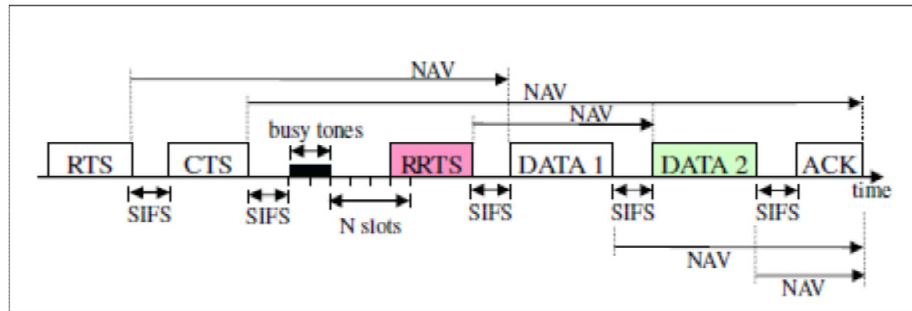 NAV
NAV
NAV
busy tones
RTS
CTS
RRTS
DATA 1
DATA 2
ACK
time
SIFS
SIFS
N slots
SIFS
SIFS
SIFS
NAV
NAV